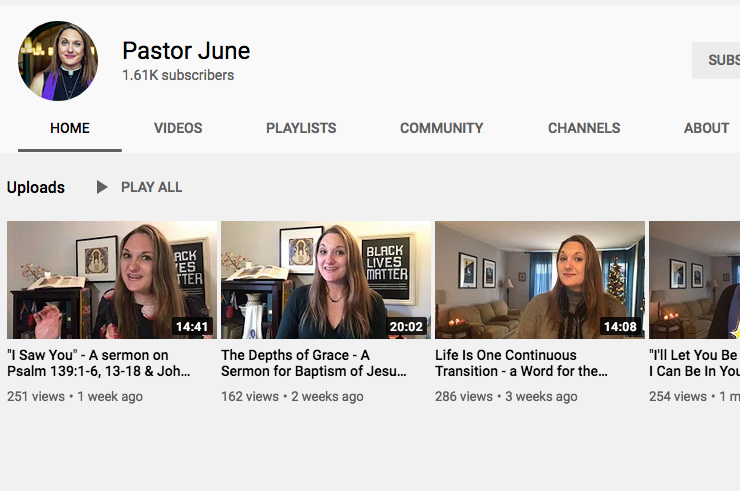 Pastor June
1.61K subscribers
SUBS
HOME VIDEOS PLAYLISTS COMMUNITY CHANNELS ABOUT
Uploads PLAY ALL
BLACK
LIVES
MATTER
14:41
BLACK
LIVES
MATTER
20:02
14:08
"I Saw You" - A sermon on
Psalm 139:1-6, 13-18 & Joh...
251 views • 1 week ago
The Depths of Grace - A
Sermon for Baptism of Jesu...
162 views • 2 weeks ago
Life Is One Continuous
Transition - a Word for the...
286 views • 3 weeks ago
"I'll Let You Be
I Can Be In You
254 views • 1 m